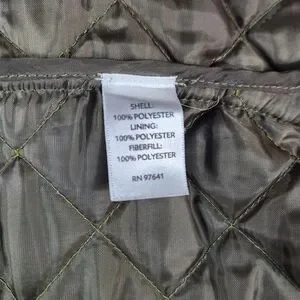 SHELL:
100% POLYESTER
LINING:
100% POLYESTER
FIBERFILL:
100% POLYESTER
RN 97641